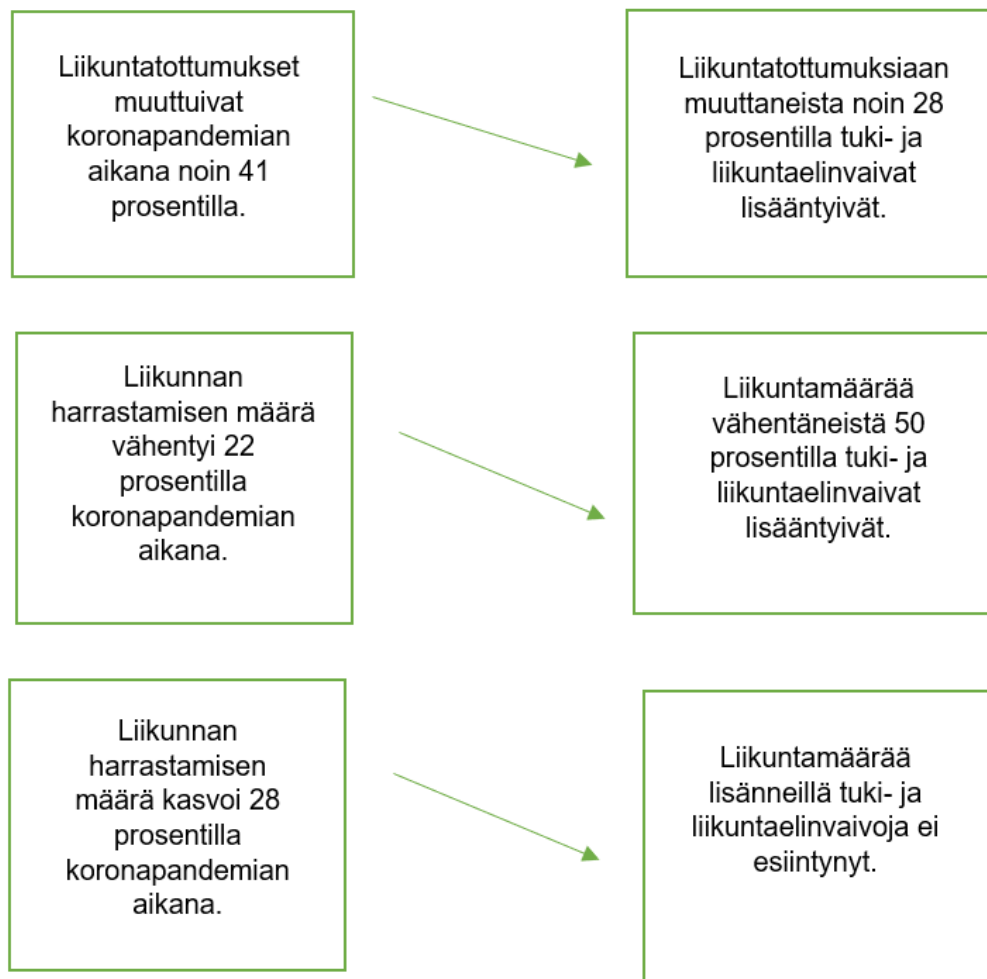 Liikuntatottumukset
muuttuivat
koronapandemian
aikana noin 41
prosentilla.
Liikuntatottumuksiaan
muuttaneista noin 28
prosentilla tuki- ja
liikuntaelinvaivat
lisääntyivät.
Liikunnan
harrastamisen määrä
vähentyi 22
prosentilla
koronapandemian
aikana.
Liikuntamäärää
vähentäneistä 50
prosentilla tuki- ja
liikuntaelinvaivat
lisääntyivät.
Liikunnan
harrastamisen
määrä kasvoi 28
prosentilla
koronapandemian
aikana.
Liikuntamäärää
lisänneillä tuki- ja
liikuntaelinvaivoja ei
esiintynyt.